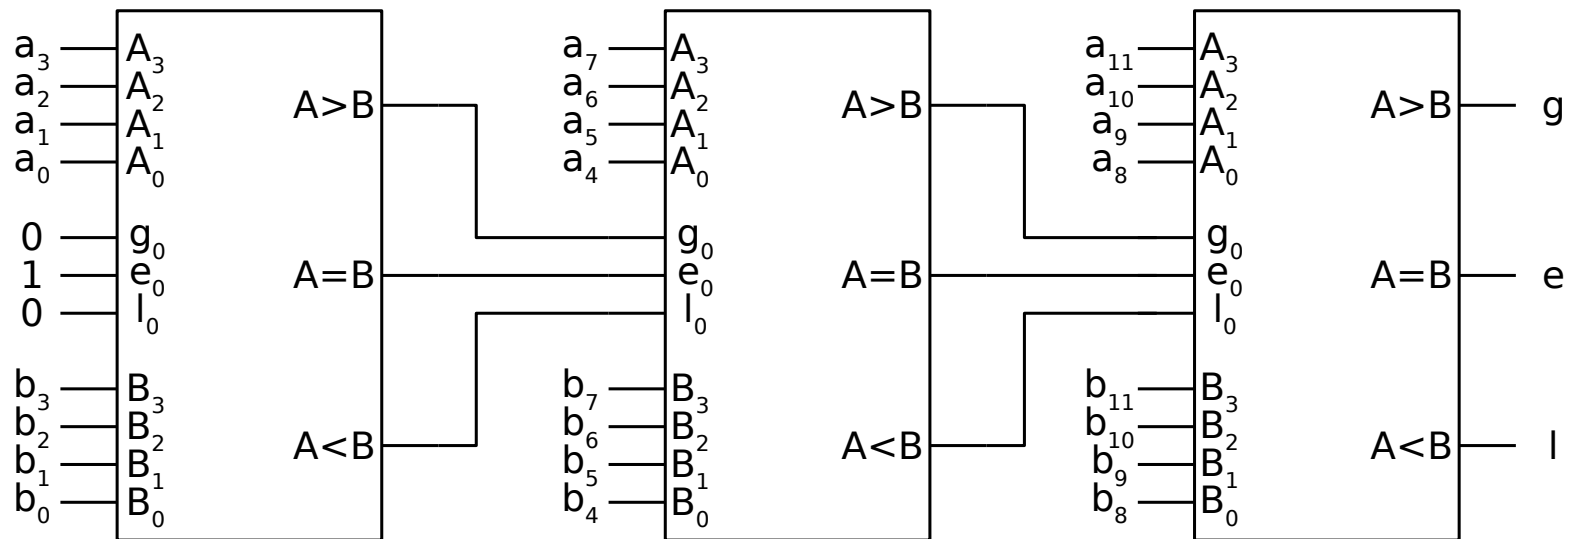 a3 A3 a7 A3 a11 A3
a2 A2 a6 A2 a10 A2
A>B A>B A>B g
a1 A1 a5 A1 a9 A1
a0 A0 a4 A0 a8 A0
0 g0 g0 g0
1 e0 A=B e0 A=B e0 A=B e
0 l0 l0 l0
b3 B3 b7 B3 b11 B3
b2 B2 b6 B2 b10 B2
A<B A<B A<B l
b1 B1 b5 B1 b9 B1
b0 B0 b4 B0 b8 B0